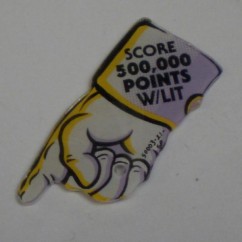 SCORE
500,000
POINTS
W/LIT